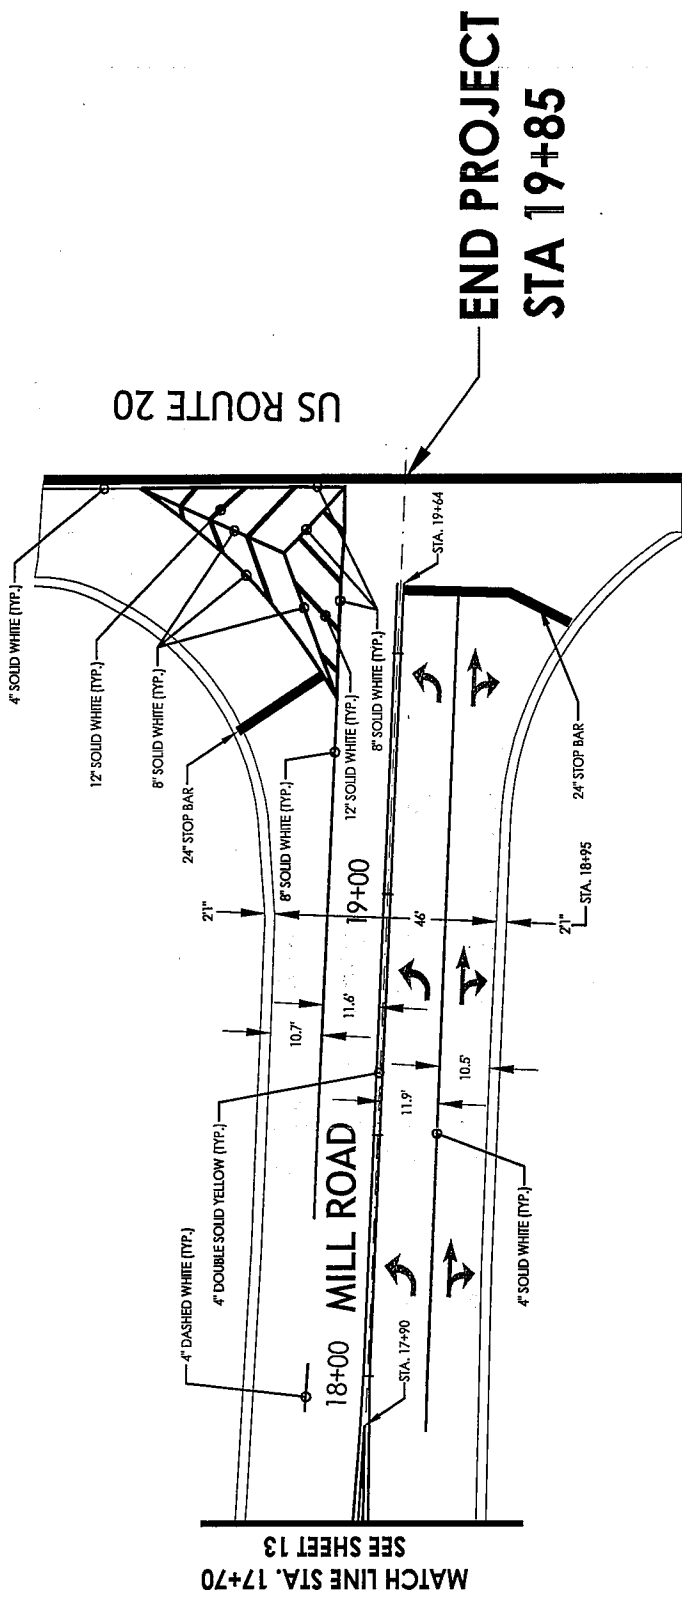 END PROJECT
STA 19+85
US ROUTE 20
4" SOLID WHITE (TYP.)
12" SOLID WHITE (TYP.)
8" SOLID WHITE (TYP.)
24" STOP BAR
8" SOLID WHITE (TYP.)
12" SOLID WHITE (TYP.)
8" SOLID WHITE (TYP.)
STA. 19+64
24" STOP BAR
STA. 18+95
2'1"
46'
2'1"
19+00
10.7'
11.6'
11.9'
10.5'
4" DOUBLE SOLID YELLOW (TYP.)
4" DASHED WHITE (TYP.)
MILL ROAD
18+00
STA. 17+90
4" SOLID WHITE (TYP.)
MATCH LINE STA. 17+70
SEE SHEET 13